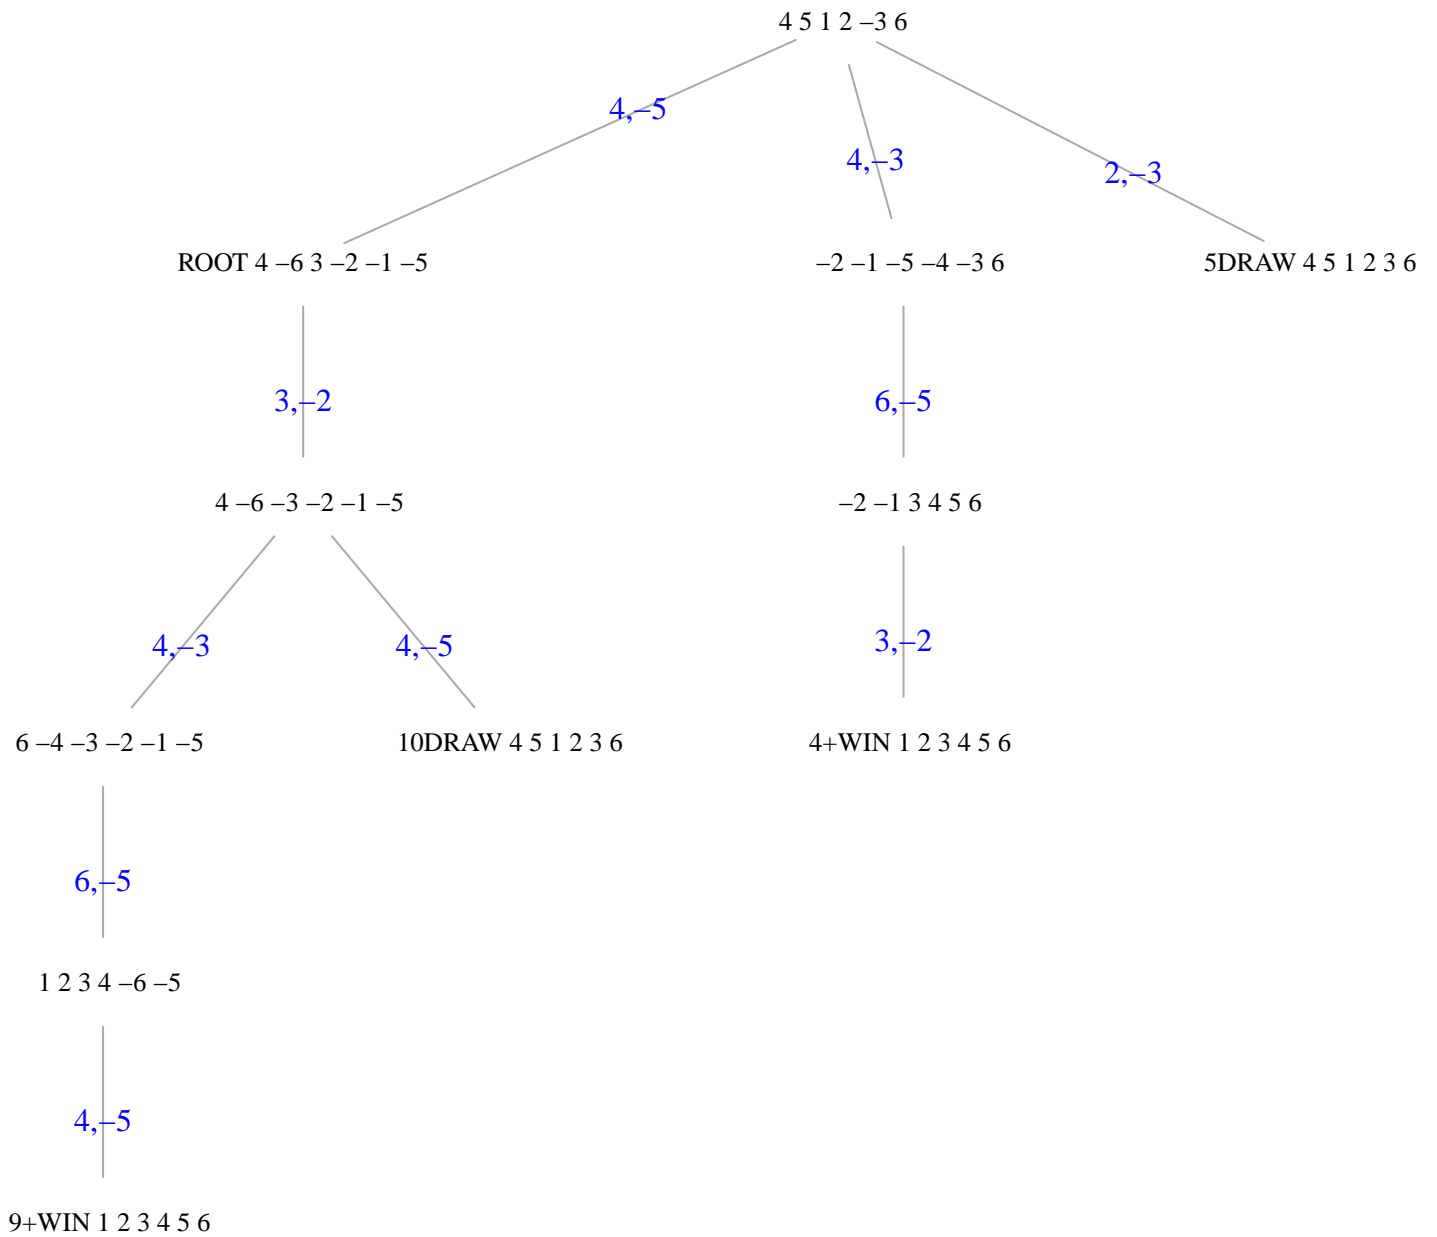 4 5 1 2 –3 6
4,–5
4,–3
2,–3
ROOT 4 –6 3 –2 –1 –5
–2 –1 –5 –4 –3 6
5DRAW 4 5 1 2 3 6
3,–2
6,–5
4 –6 –3 –2 –1 –5
–2 –1 3 4 5 6
4,–3
4,–5
3,–2
6 –4 –3 –2 –1 –5
10DRAW 4 5 1 2 3 6
4+WIN 1 2 3 4 5 6
6,–5
1 2 3 4 –6 –5
4,–5
9+WIN 1 2 3 4 5 6